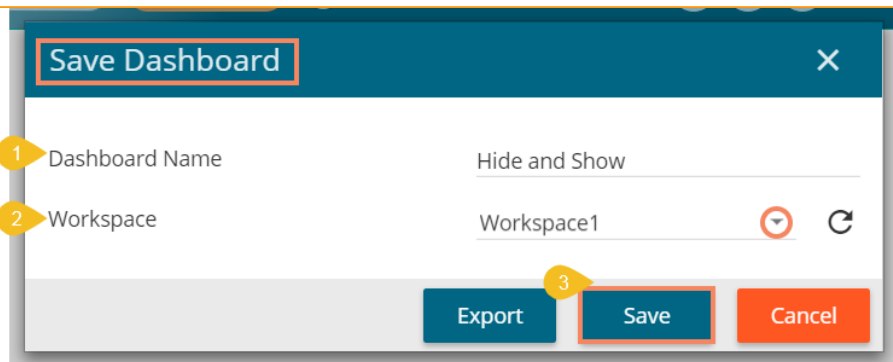 Save Dashboard
1 Dashboard Name Hide and Show
2 Workspace Workspace1
3
Export Save Cancel